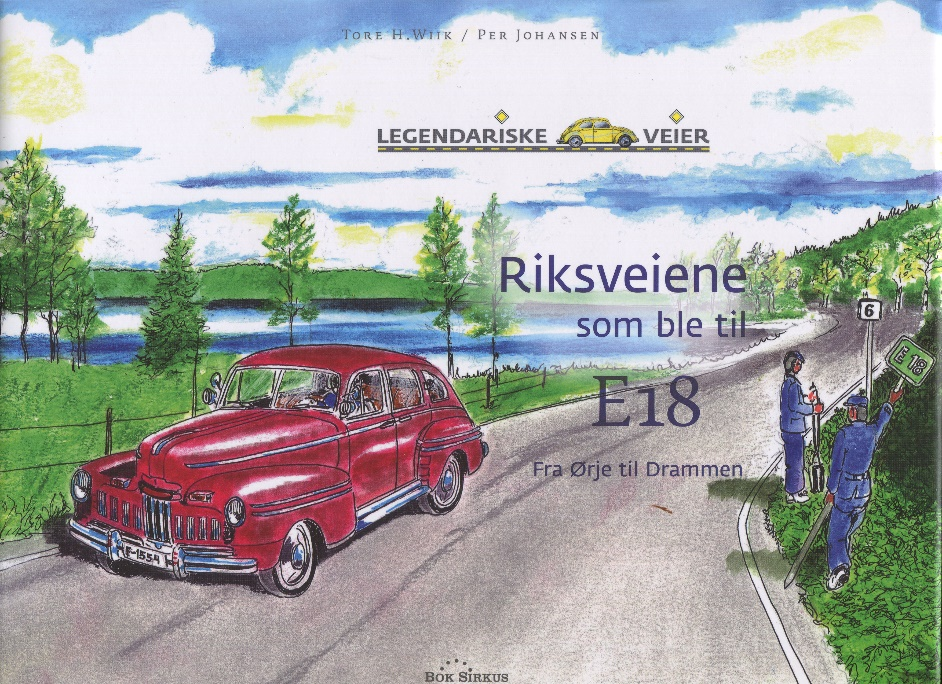 TORE H. WIIK / PER JOHANSEN
LEGENDARISKE VEIER
Riksveiene
som ble til
E18
Fra Ørje til Drammen
6
E 18
F-1554
BOK SIRKUS